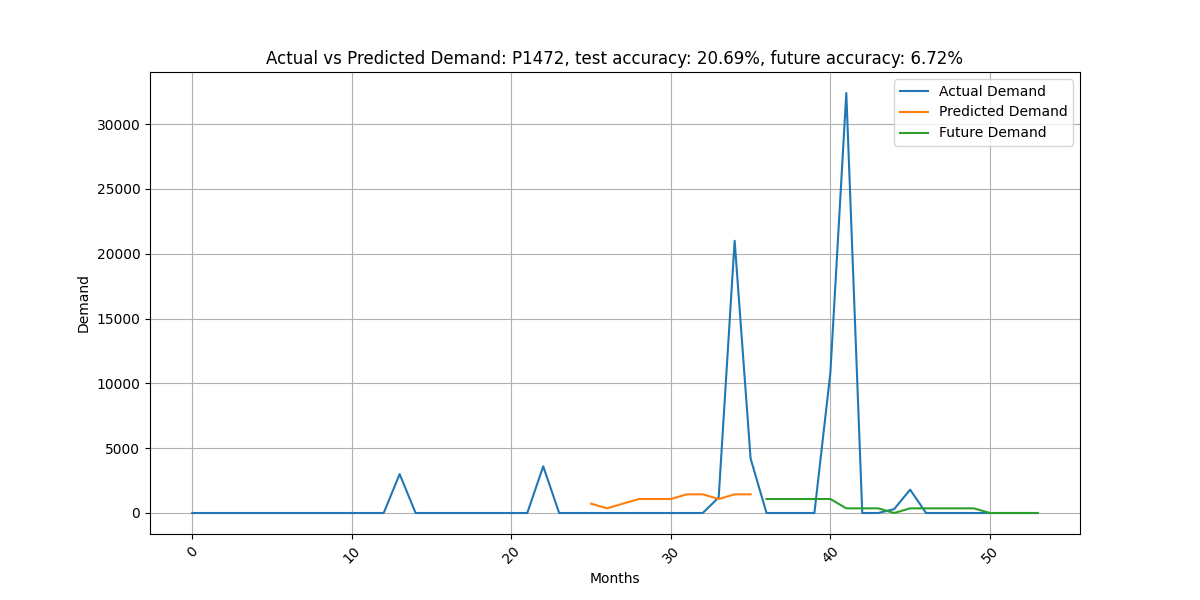 Actual vs Predicted Demand: P1472, test accuracy: 20.69%, future accuracy: 6.72%
Actual Demand
Predicted Demand
Future Demand
30000
25000
20000
15000
10000
5000
0
Demand
0
10
20
30
40
50
Months